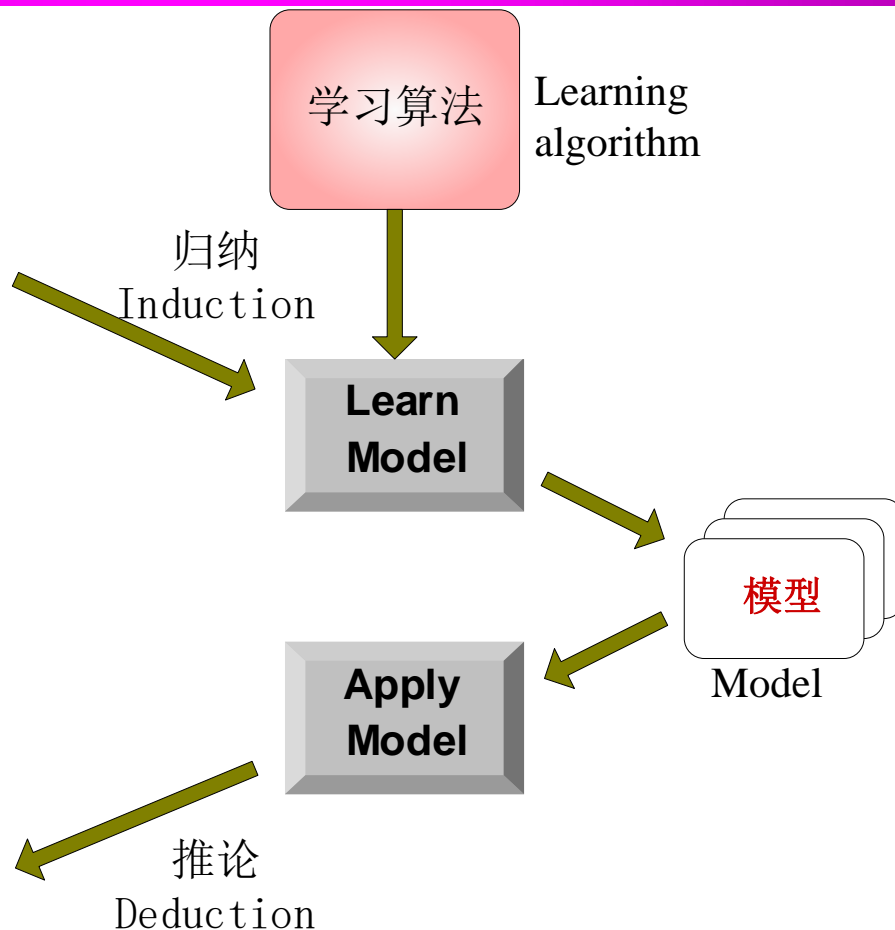 学习算法
Learning
algorithm
归纳
Induction
Learn
Model
模型
Model
Apply
Model
推论
Deduction